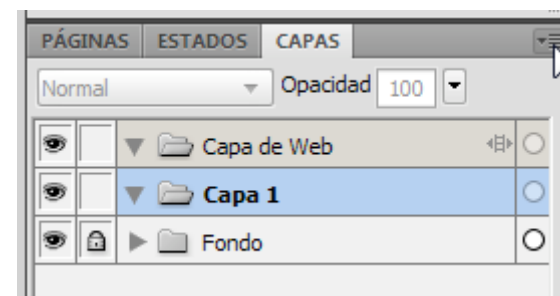 PÁGINAS ESTADOS CAPAS
Normal Opacidad 100
Capa de Web
Capa 1
Fondo